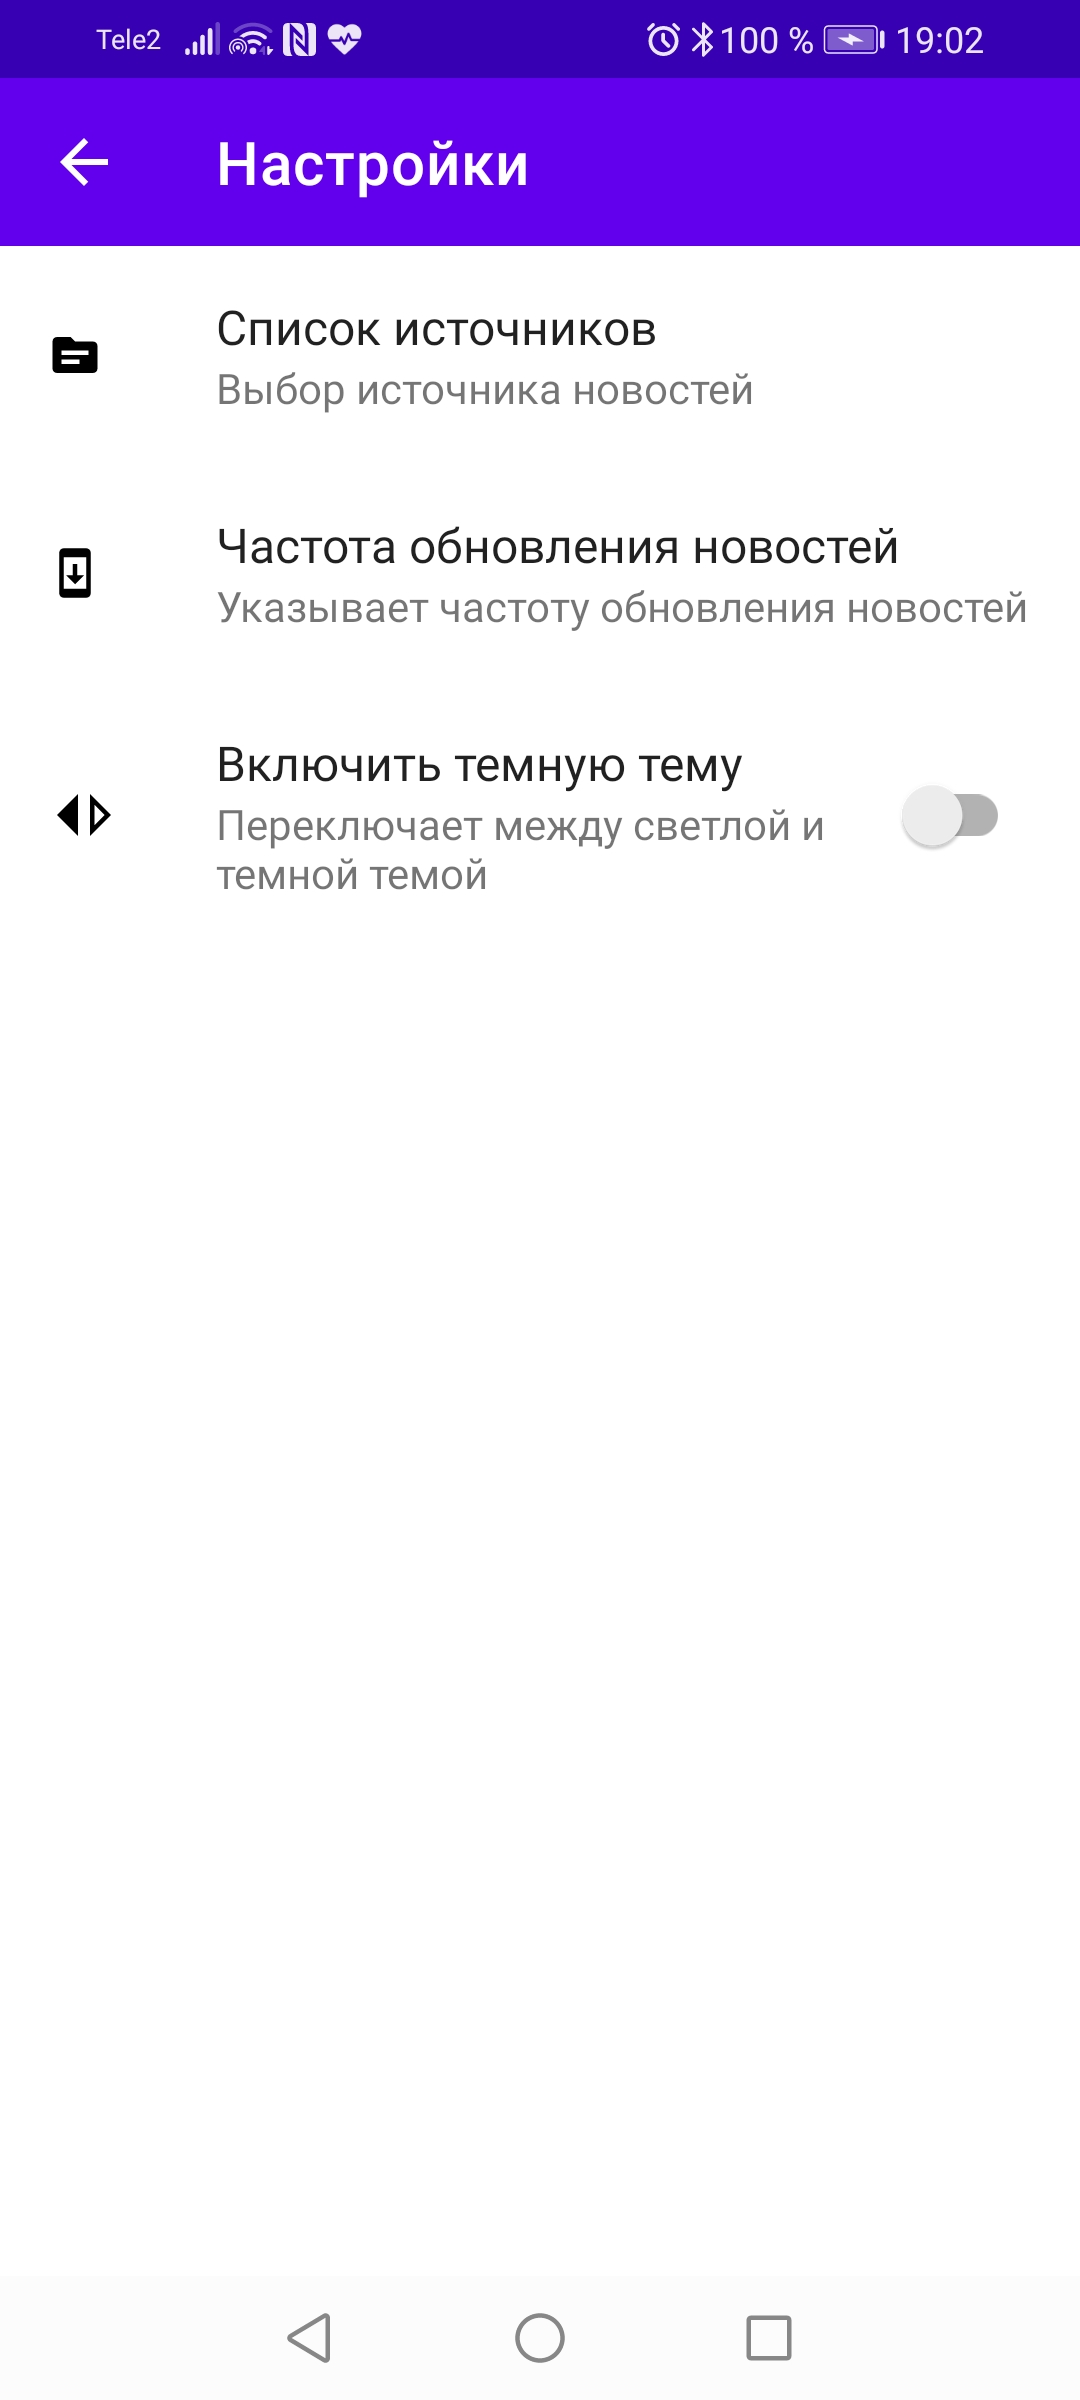 Tele2 100 % 19:02
Настройки
Список источников
Выбор источника новостей
Частота обновления новостей
Указывает частоту обновления новостей
Включить темную тему
Переключает между светлой и
темной темой